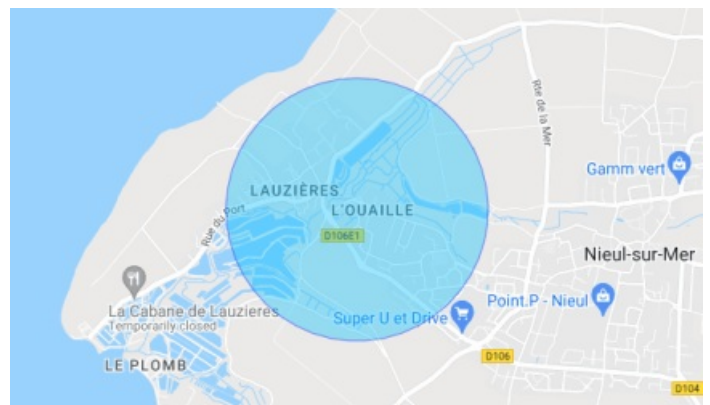 Rte de la Mer
Gamm vert
LAUZIÈRES
L'OUAILLE
Rue du Port
D106E1
Nieul-sur-Mer
La Cabane de Lauzieres
Temporarily closed
Super U et Drive
Point.P - Nieul
LE PLOMB
D106
D104